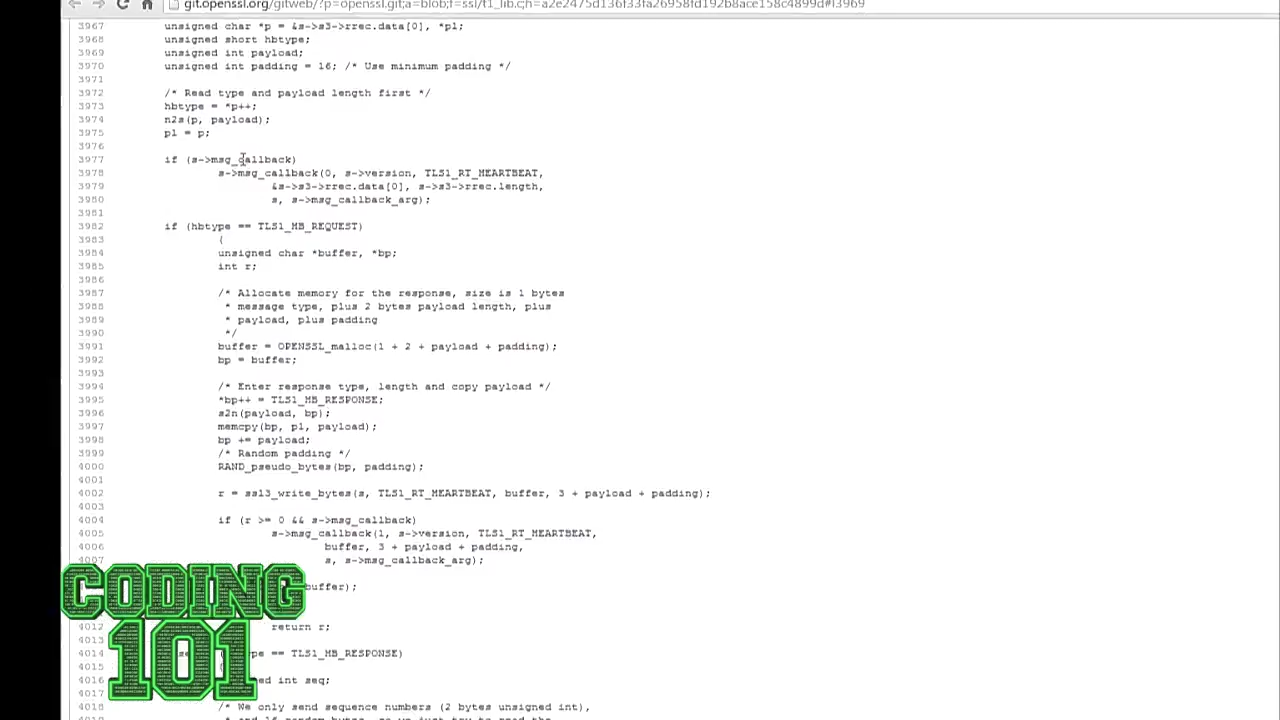 git.openssl.org/gitweb/?p=openssl.git;a=blob;f=ssl/t1_lib.c;h=a2e2475d136f33fa26958fd192b8ace158c4899d#l3969
3967 unsigned char *p = &s->s3->rrec.data[0], *pl;
3968 unsigned short hbtype;
3969 unsigned int payload;
3970 unsigned int padding = 16; /* Use minimum padding */
3971
3972 /* Read type and payload length first */
3973 hbtype = *p++;
3974 n2s(p, payload);
3975 pl = p;
3976
3977 if (s->msg_callback)
3978 s->msg_callback(0, s->version, TLS1_RT_HEARTBEAT,
3979 &s->s3->rrec.data[0], s->s3->rrec.length,
3980 s, s->msg_callback_arg);
3981
3982 if (hbtype == TLS1_HB_REQUEST)
3983 {
3984 unsigned char *buffer, *bp;
3985 int r;
3986
3987 /* Allocate memory for the response, size is 1 bytes
3988 * message type, plus 2 bytes payload length, plus
3989 * payload, plus padding
3990 */
3991 buffer = OPENSSL_malloc(1 + 2 + payload + padding);
3992 bp = buffer;
3993
3994 /* Enter response type, length and copy payload */
3995 *bp++ = TLS1_HB_RESPONSE;
3996 s2n(payload, bp);
3997 memcpy(bp, pl, payload);
3998 bp += payload;
3999 /* Random padding */
4000 RAND_pseudo_bytes(bp, padding);
4001
4002 r = ssl3_write_bytes(s, TLS1_RT_HEARTBEAT, buffer, 3 + payload + padding);
4003
4004 if (r >= 0 && s->msg_callback)
4005 s->msg_callback(1, s->version, TLS1_RT_HEARTBEAT,
4006 buffer, 3 + payload + padding,
4007 s, s->msg_callback_arg);
buffer);
4012 return r;
4013
4014 pe == TLS1_HB_RESPONSE)
4015
4016 ned int seq;
4017
4018 /* We only send sequence numbers (2 bytes unsigned int),
CODING
101